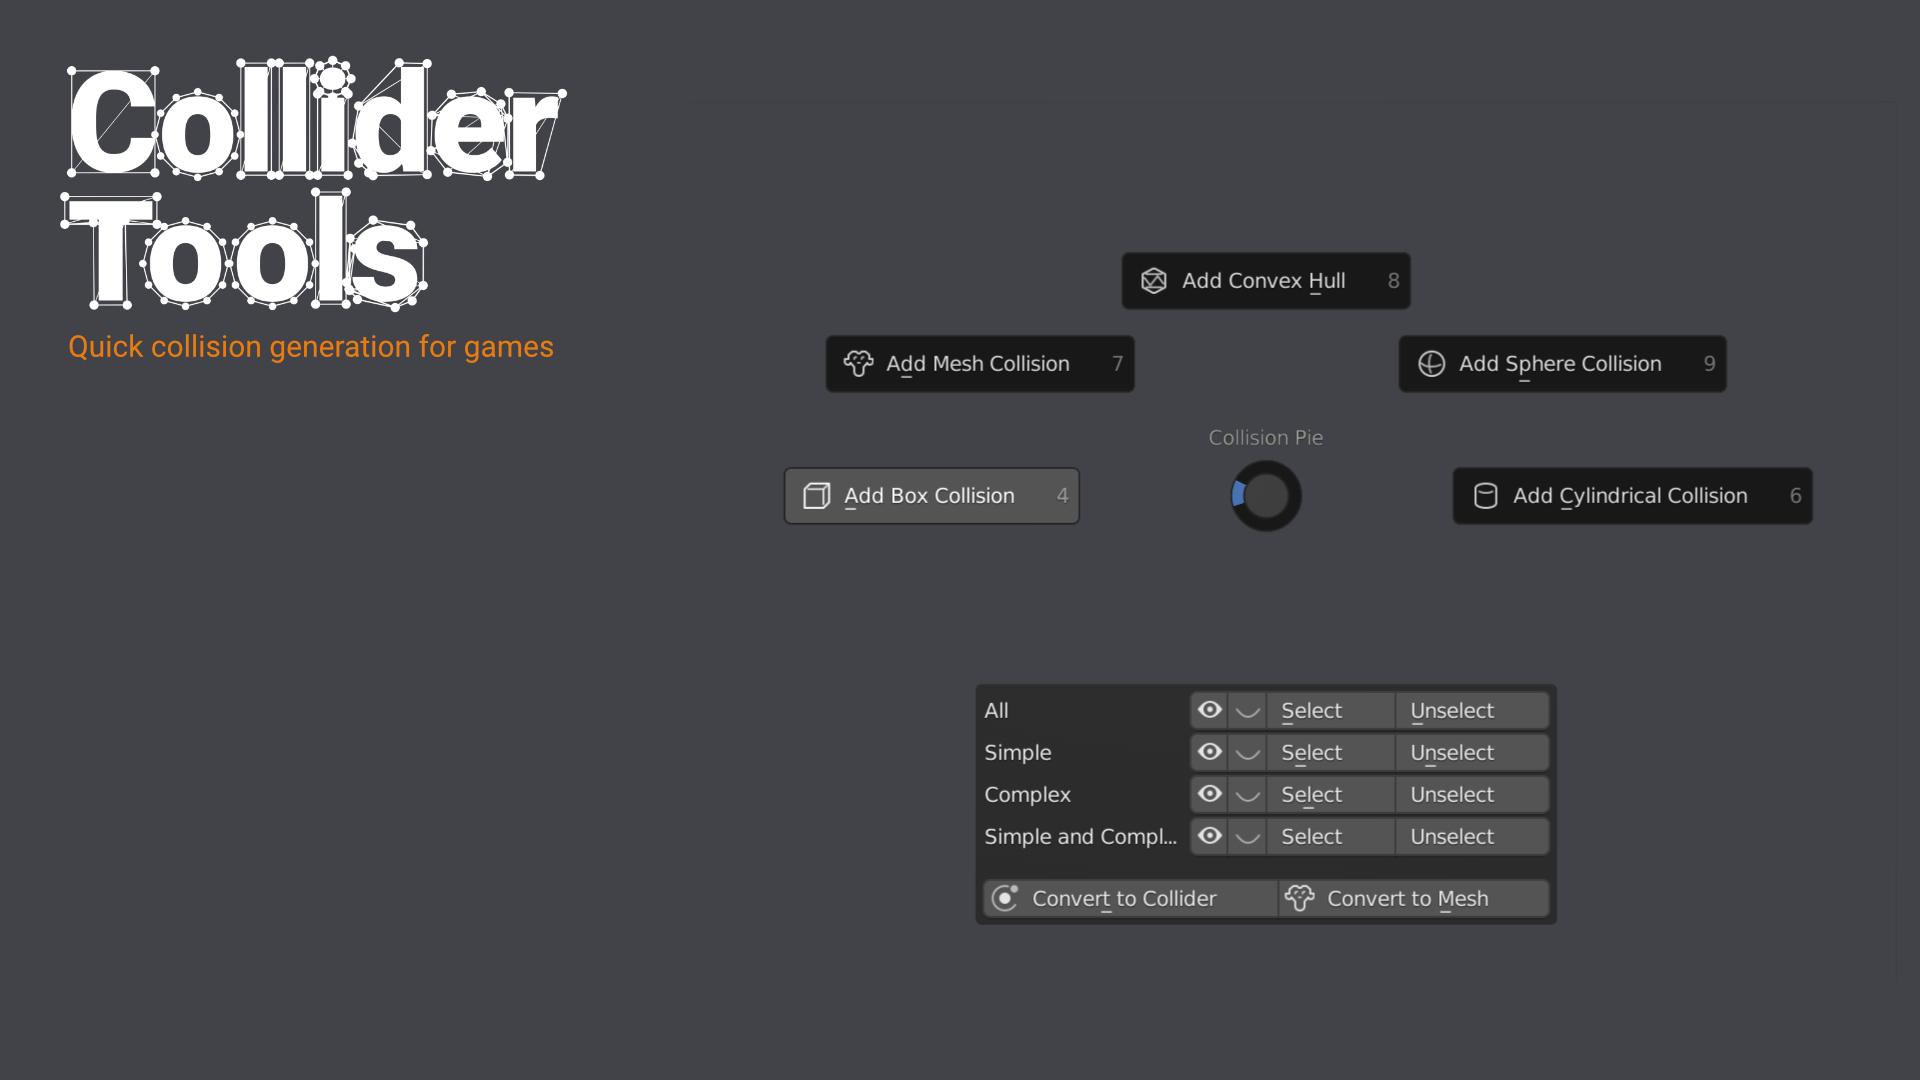 Collider
Tools
Quick collision generation for games
Add Convex Hull 8
Add Mesh Collision 7
Add Sphere Collision 9
Collision Pie
Add Box Collision 4
Add Cylindrical Collision 6
All Select Unselect
Simple Select Unselect
Complex Select Unselect
Simple and Compl... Select Unselect
Convert to Collider Convert to Mesh